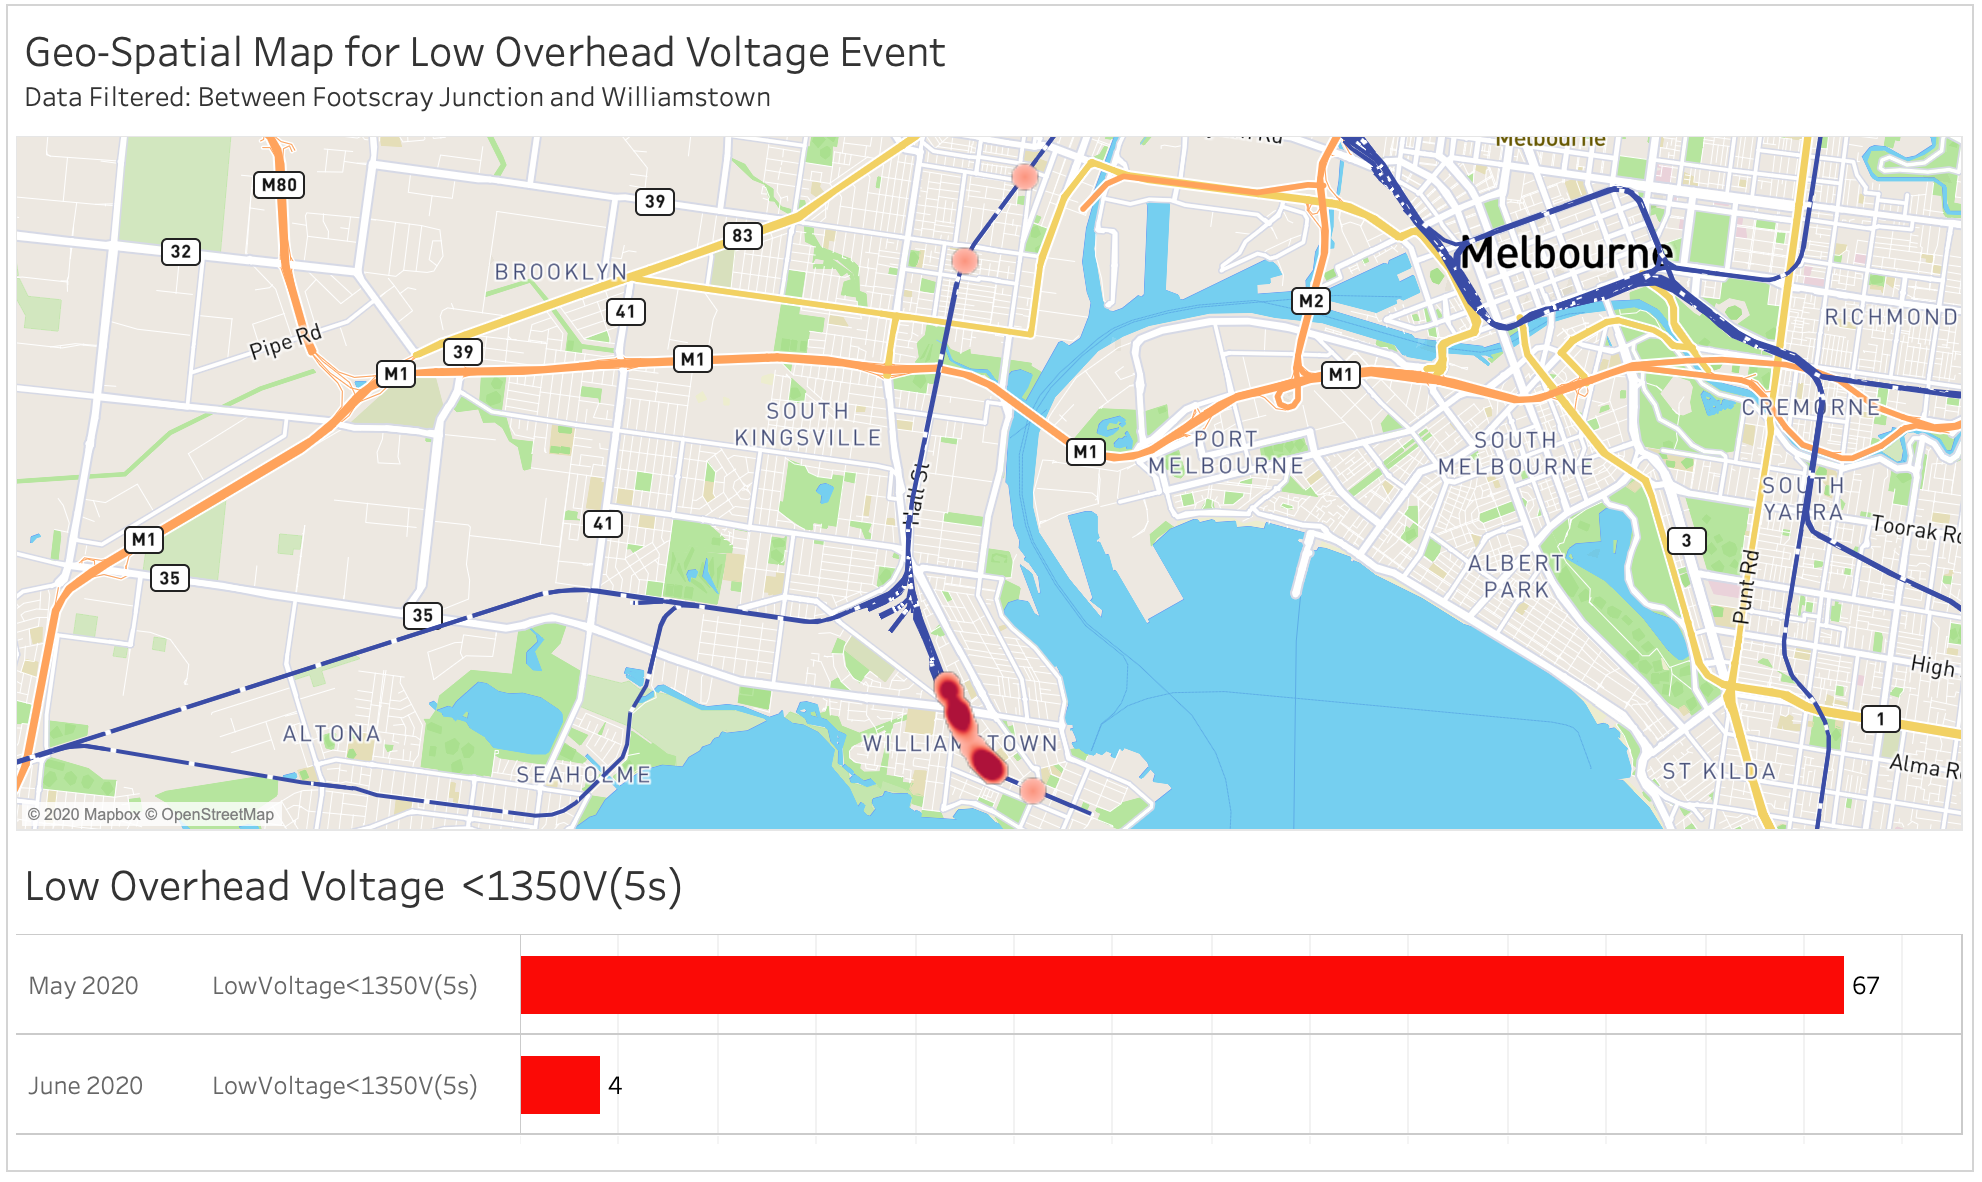 Geo-Spatial Map for Low Overhead Voltage Event
Data Filtered: Between Footscray Junction and Williamstown
Rd
Melbourne
M80
39
83
32
BROOKLYN
Melbourne
M2
41
RICHMOND
Pipe Rd
39
M1
M1
M1
SOUTH
KINGSVILLE
CREMORNE
M1
PORT
MELBOURNE
SOUTH
MELBOURNE
Hall St
SOUTH
YARRA
41
Toorak Rd
M1
3
35
ALBERT
PARK
Punt Rd
35
High
1
ALTONA
WILLIAMSTOWN
SEAHOLME
ST KILDA
Alma R
© 2020 Mapbox © OpenStreetMap
Low Overhead Voltage <1350V(5s)
May 2020 LowVoltage<1350V(5s) 67
June 2020 LowVoltage<1350V(5s) 4